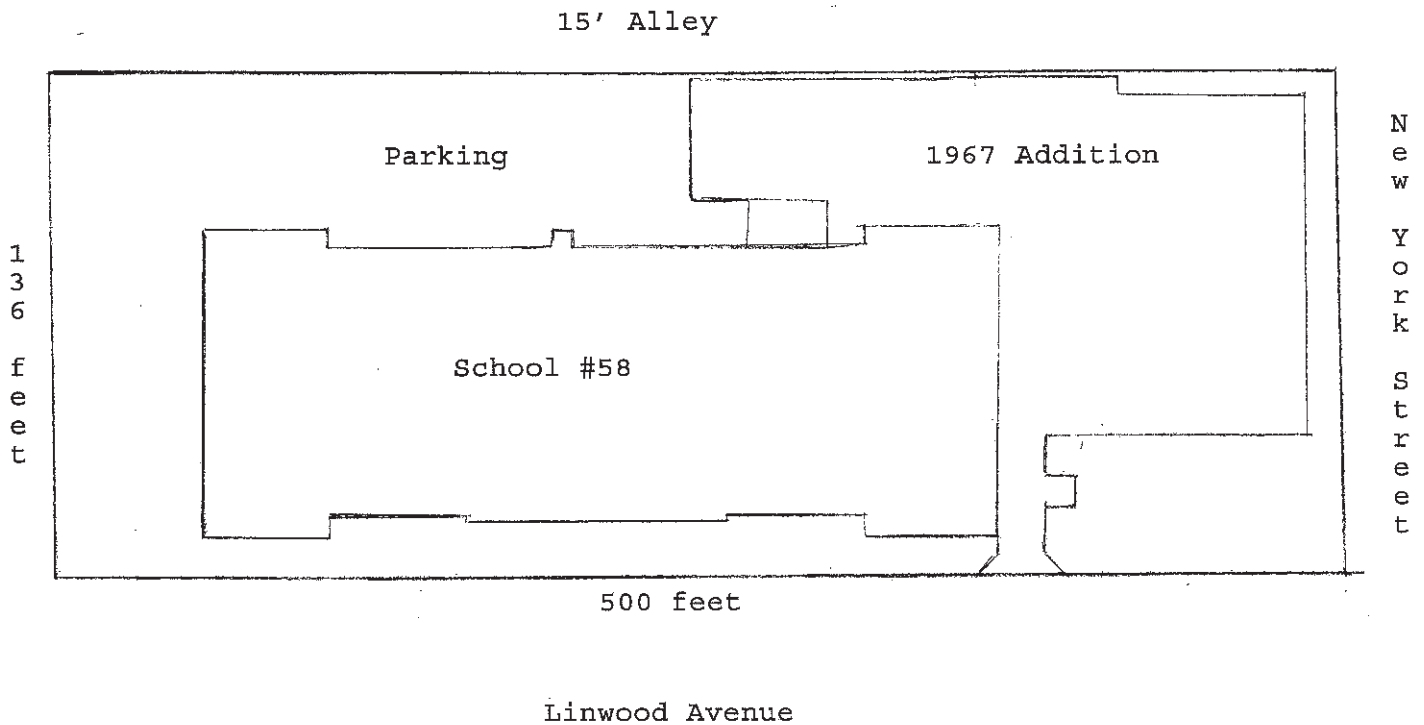 15' Alley
Parking
1967 Addition
New York Street
136 feet
School #58
500 feet
Linwood Avenue